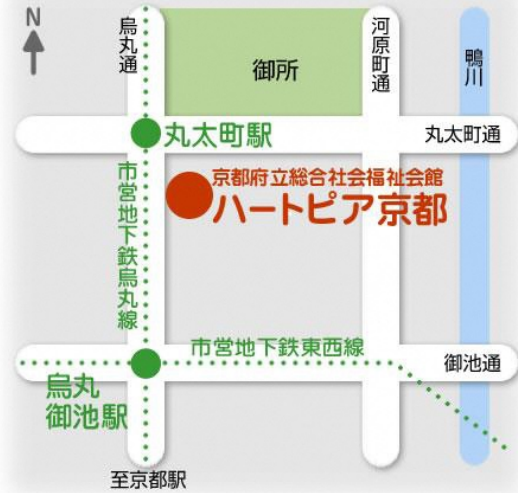 N
烏丸通
御所
河原町通
鴨川
丸太町駅
丸太町通
京都府立総合社会福祉会館
ハートピア京都
市営地下鉄烏丸線
市営地下鉄東西線
御池通
烏丸
御池駅
至京都駅